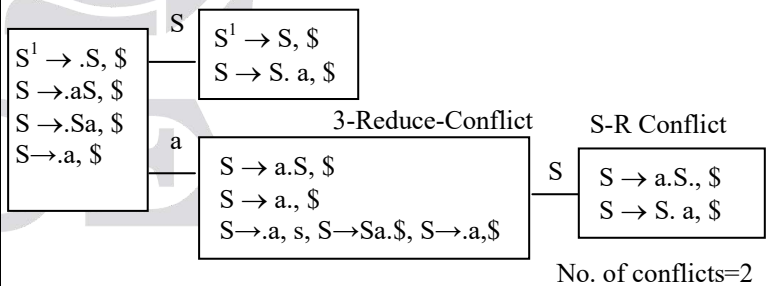 S
S¹ → .S, $
S →.aS, $
S →.Sa, $
S→.a, $
S¹ → S, $
S → S. a, $
a
3-Reduce-Conflict
S → a.S, $
S → a., $
S→.a, s, S→Sa.$, S→.a,$
S
S-R Conflict
S → a.S., $
S → S. a, $
No. of conflicts=2